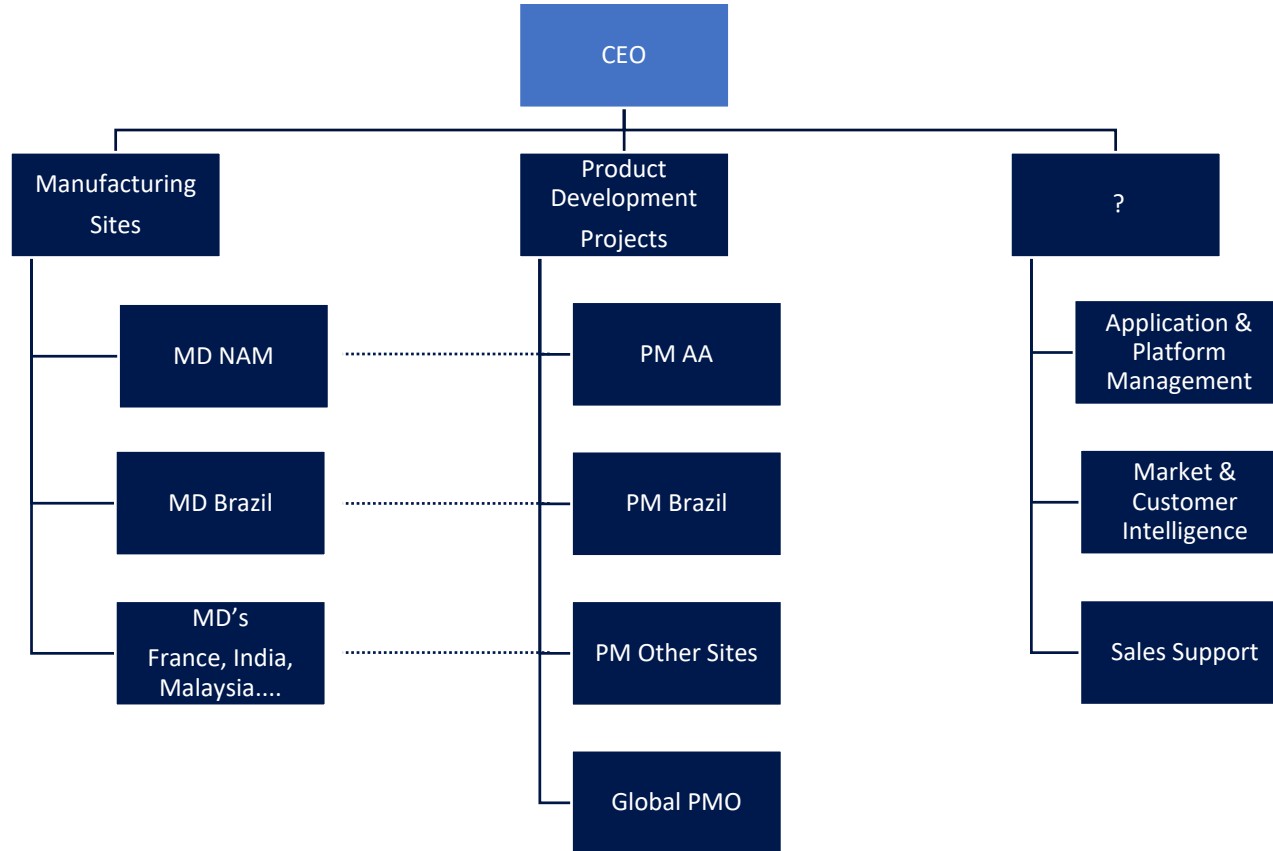 CEO
Manufacturing
Sites
Product
Development
Projects
?
MD NAM
PM AA
Application &
Platform
Management
MD Brazil
PM Brazil
Market &
Customer
Intelligence
MD’s
France, India,
Malaysia....
PM Other Sites
Sales Support
Global PMO